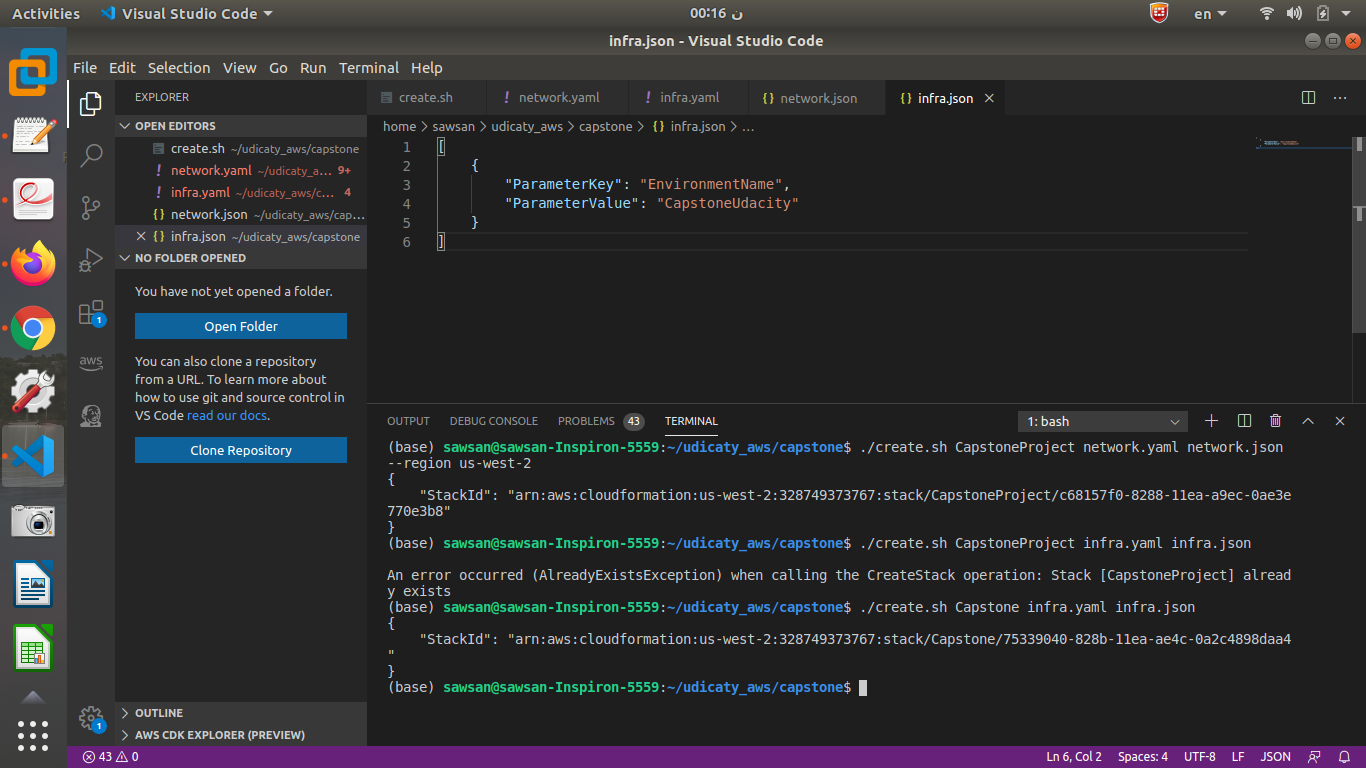 Activities
Visual Studio Code
00:16 ن
en
infra.json - Visual Studio Code
File Edit Selection View Go Run Terminal Help
EXPLORER
OPEN EDITORS
create.sh ~/udicaty_aws/capstone
! network.yaml ~/udicaty_a... 9+
! infra.yaml ~/udicaty_aws/c... 4
{} network.json ~/udicaty_aws/cap...
{} infra.json ~/udicaty_aws/capstone
NO FOLDER OPENED
You have not yet opened a folder.
Open Folder
You can also clone a repository
from a URL. To learn more about
how to use git and source control in
VS Code read our docs.
Clone Repository
OUTLINE
AWS CDK EXPLORER (PREVIEW)
1
aws
1
create.sh ! network.yaml ! infra.yaml {} network.json {} infra.json
home > sawsan > udicaty_aws > capstone > {} infra.json > ...
1 [
2 {
3 "ParameterKey": "EnvironmentName",
4 "ParameterValue": "CapstoneUdacity"
5 }
6 ]
OUTPUT DEBUG CONSOLE PROBLEMS 43 TERMINAL
1: bash
(base) sawsan@sawsan-Inspiron-5559:~/udicaty_aws/capstone$ ./create.sh CapstoneProject network.yaml network.json
--region us-west-2
{
"StackId": "arn:aws:cloudformation:us-west-2:328749373767:stack/CapstoneProject/c68157f0-8288-11ea-a9ec-0ae3e
770e3b8"
}
(base) sawsan@sawsan-Inspiron-5559:~/udicaty_aws/capstone$ ./create.sh CapstoneProject infra.yaml infra.json
An error occurred (AlreadyExistsException) when calling the CreateStack operation: Stack [CapstoneProject] alread
y exists
(base) sawsan@sawsan-Inspiron-5559:~/udicaty_aws/capstone$ ./create.sh Capstone infra.yaml infra.json
{
"StackId": "arn:aws:cloudformation:us-west-2:328749373767:stack/Capstone/75339040-828b-11ea-ae4c-0a2c4898daa4
"
}
(base) sawsan@sawsan-Inspiron-5559:~/udicaty_aws/capstone$
43 0
Ln 6, Col 2 Spaces: 4 UTF-8 LF JSON